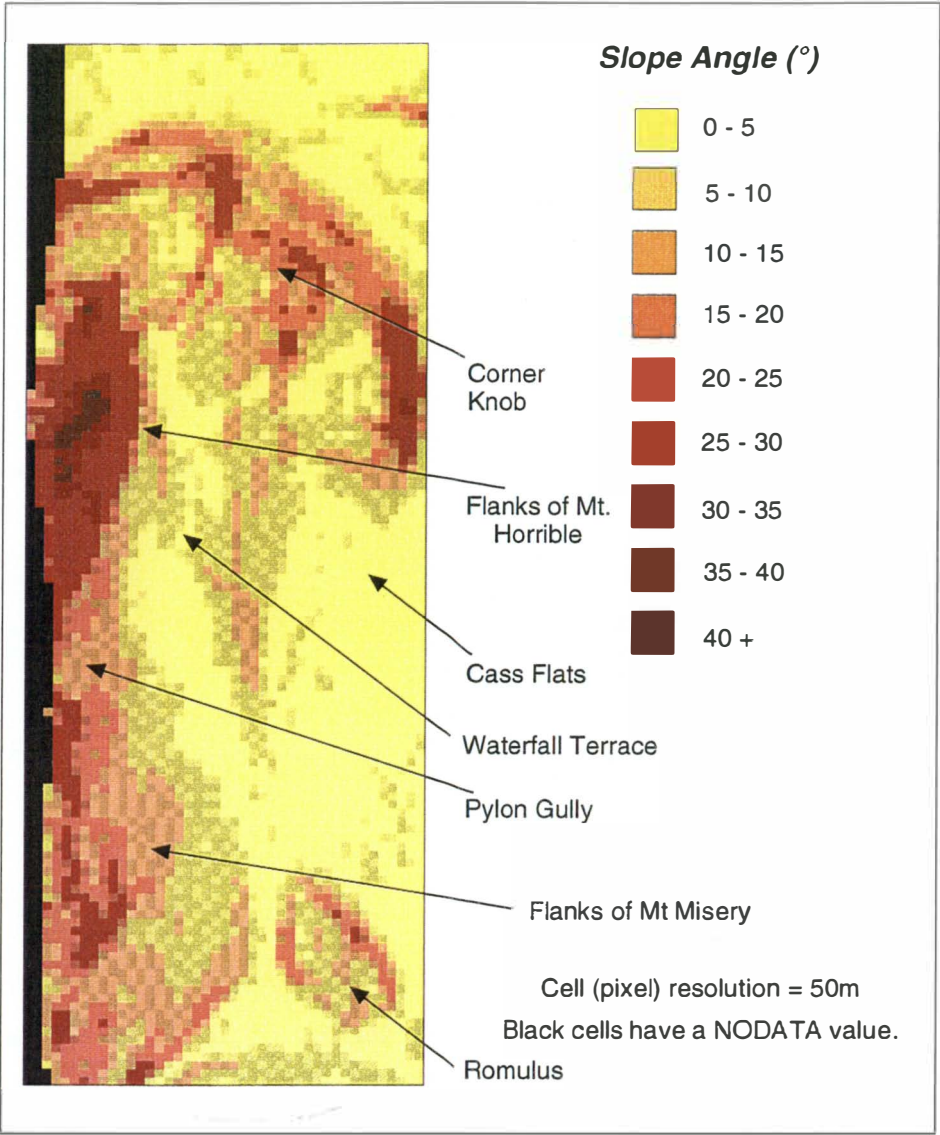 Slope Angle (°)
0 - 5
5 - 10
10 - 15
15 - 20
20 - 25
25 - 30
30 - 35
35 - 40
40 +
Corner
Knob
Flanks of Mt.
Horrible
Cass Flats
Waterfall Terrace
Pylon Gully
Flanks of Mt Misery
Cell (pixel) resolution = 50m
Black cells have a NODATA value.
Romulus